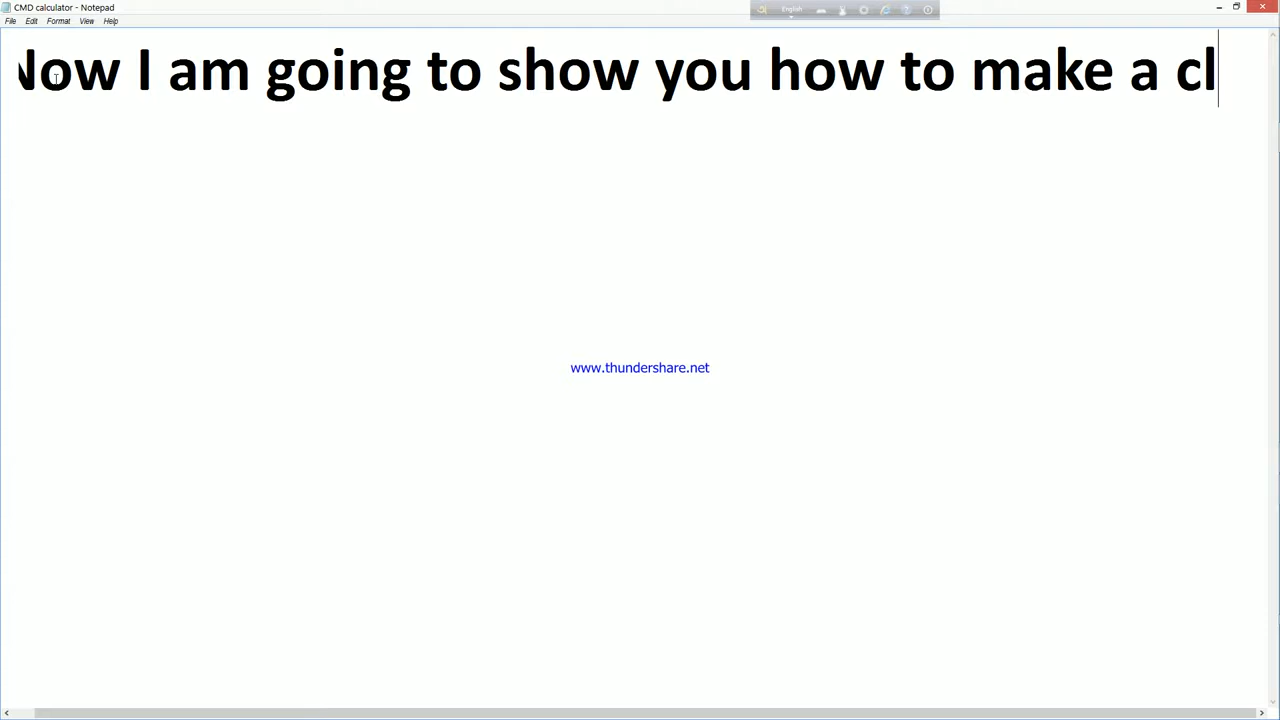 CMD calculator - Notepad
English
File Edit Format View Help
Now I am going to show you how to make a cl
www.thundershare.net